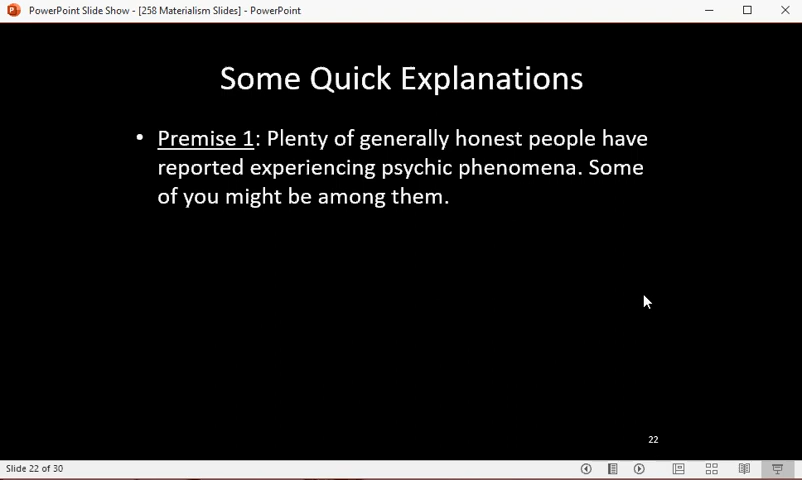 PowerPoint Slide Show - [258 Materialism Slides] - PowerPoint
Some Quick Explanations
• Premise 1: Plenty of generally honest people have
reported experiencing psychic phenomena. Some
of you might be among them.
22
Slide 22 of 30